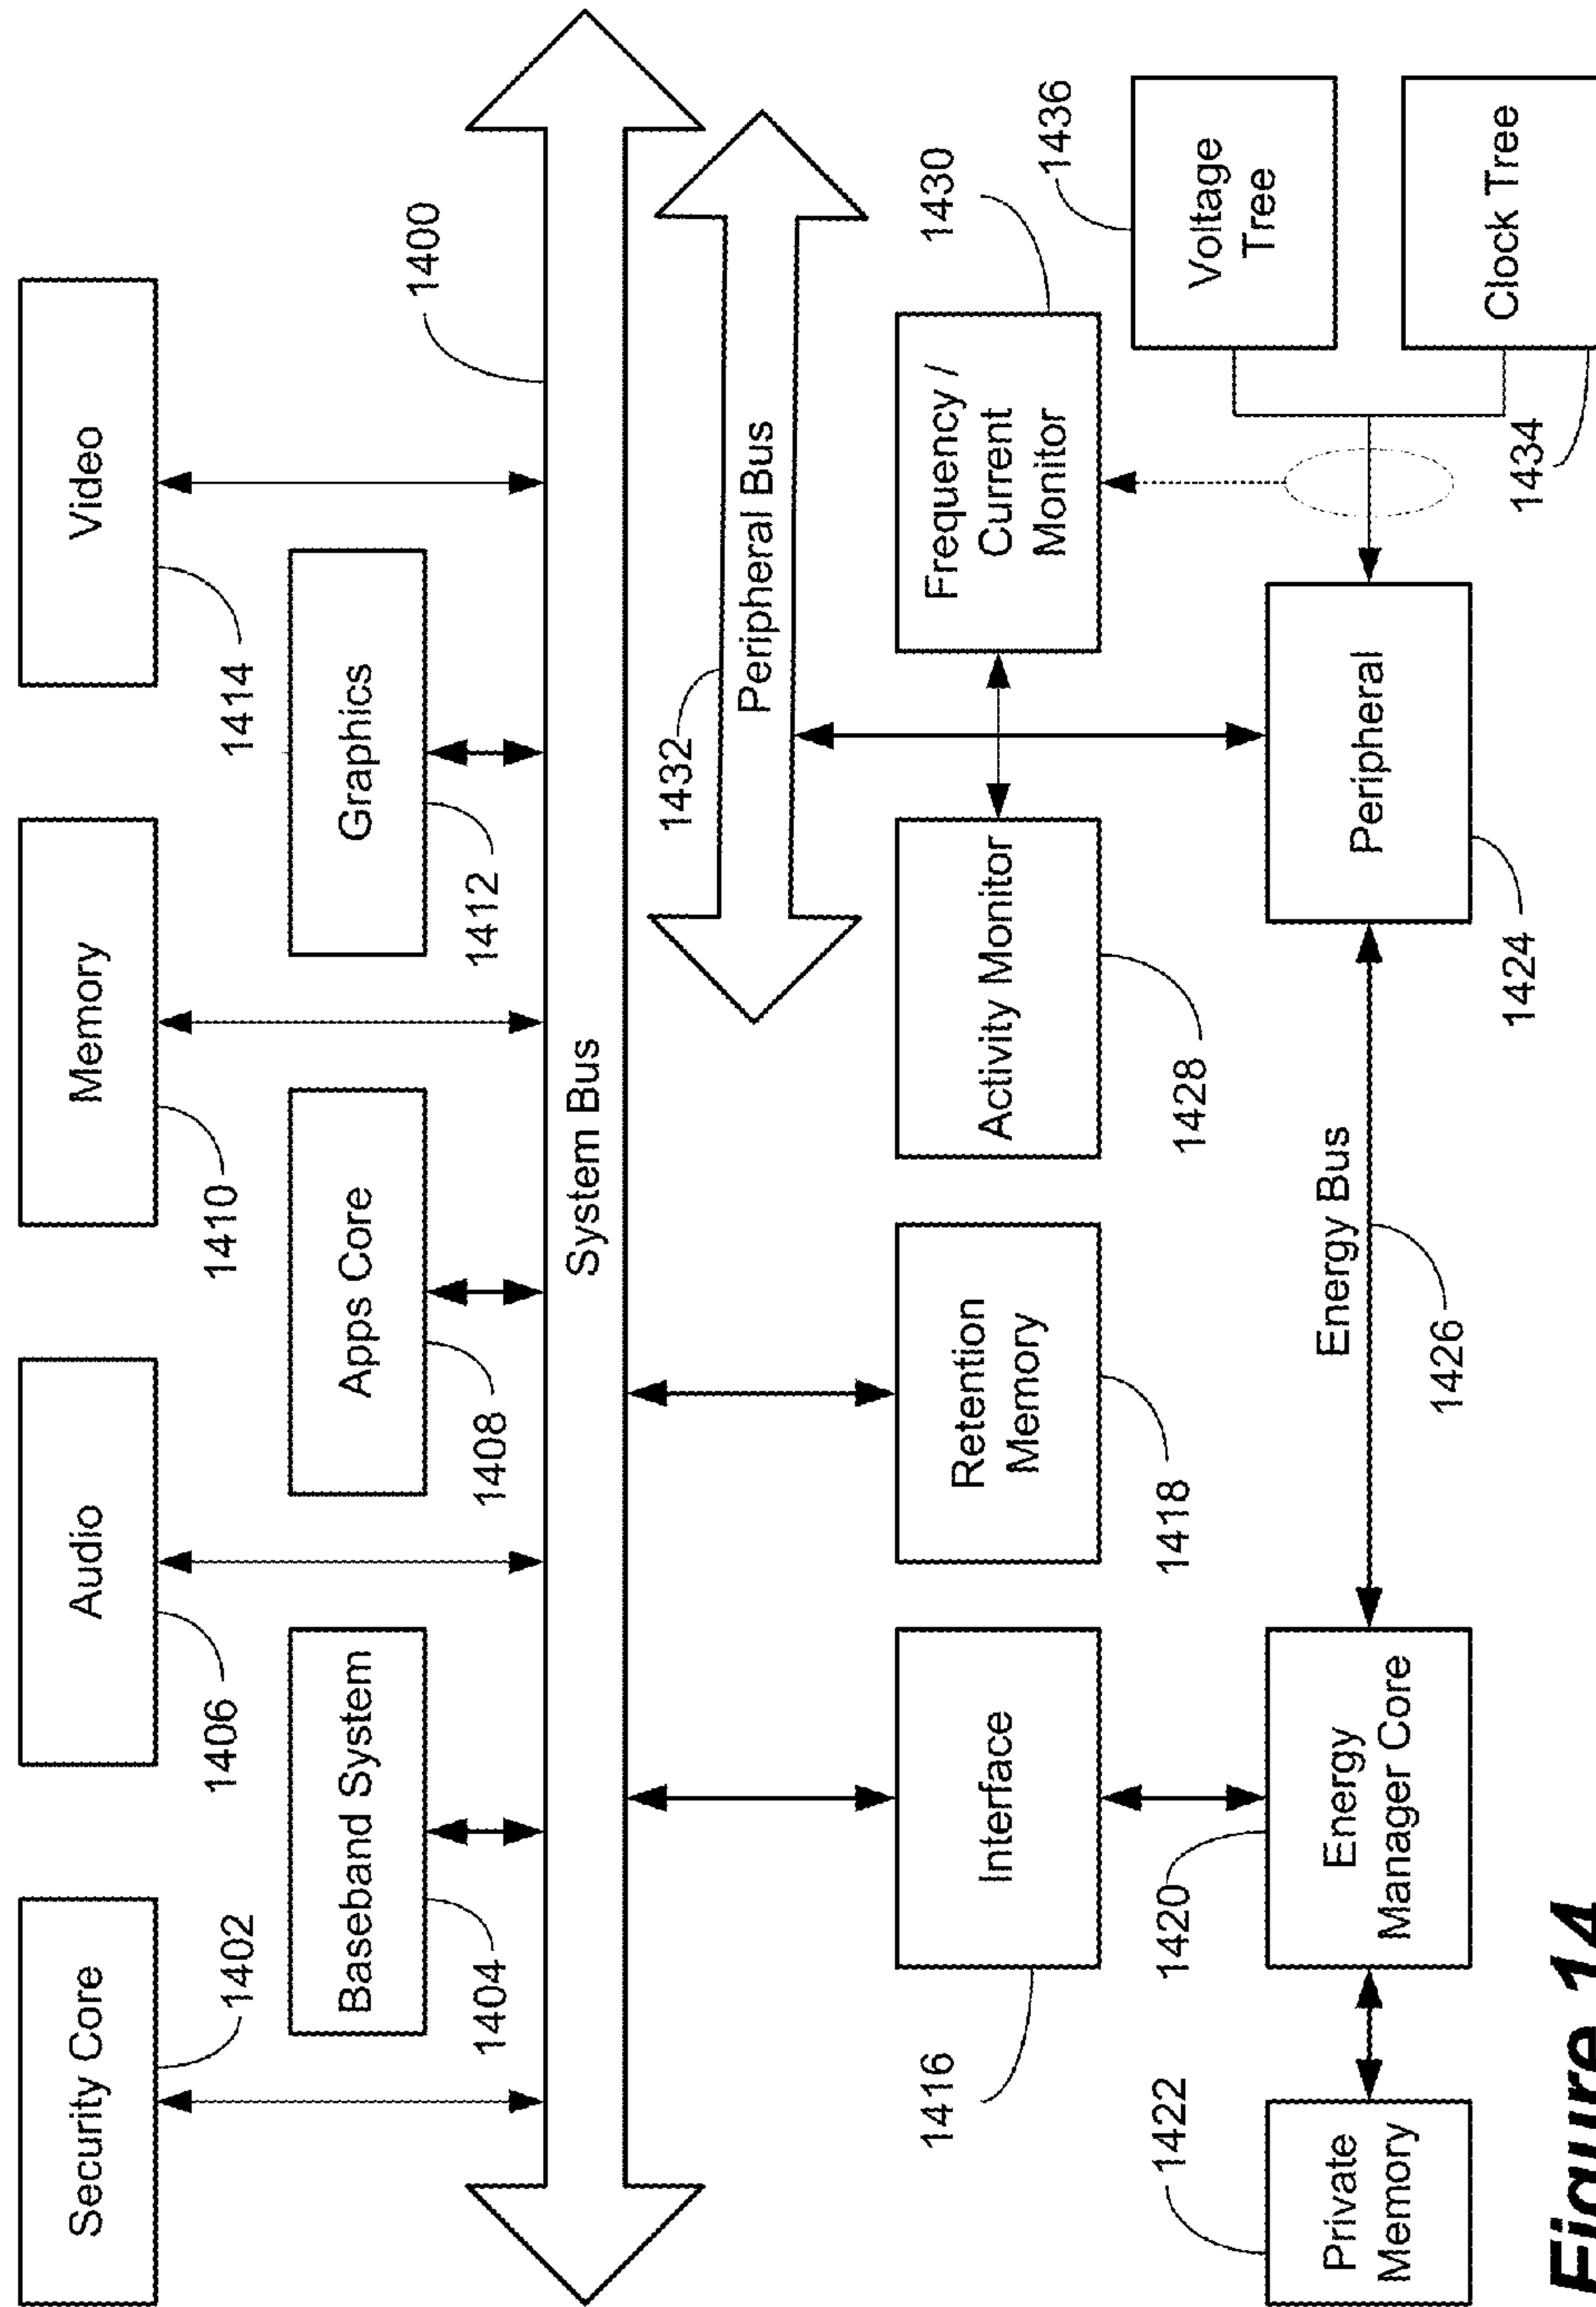 Security Core
1402
Audio
1406
Memory
1410
Video
1414
Baseband System
1404
Apps Core
1408
Graphics
1412
1400
System Bus
1432
Peripheral Bus
1416
Interface
Retention
Memory
1418
Activity Monitor
1428
Frequency /
Current
Monitor
1430
1422
Private
Memory
1420
Energy
Manager Core
Energy Bus
1426
Peripheral
1424
1436
Voltage
Tree
1434
Clock Tree
Figure 14